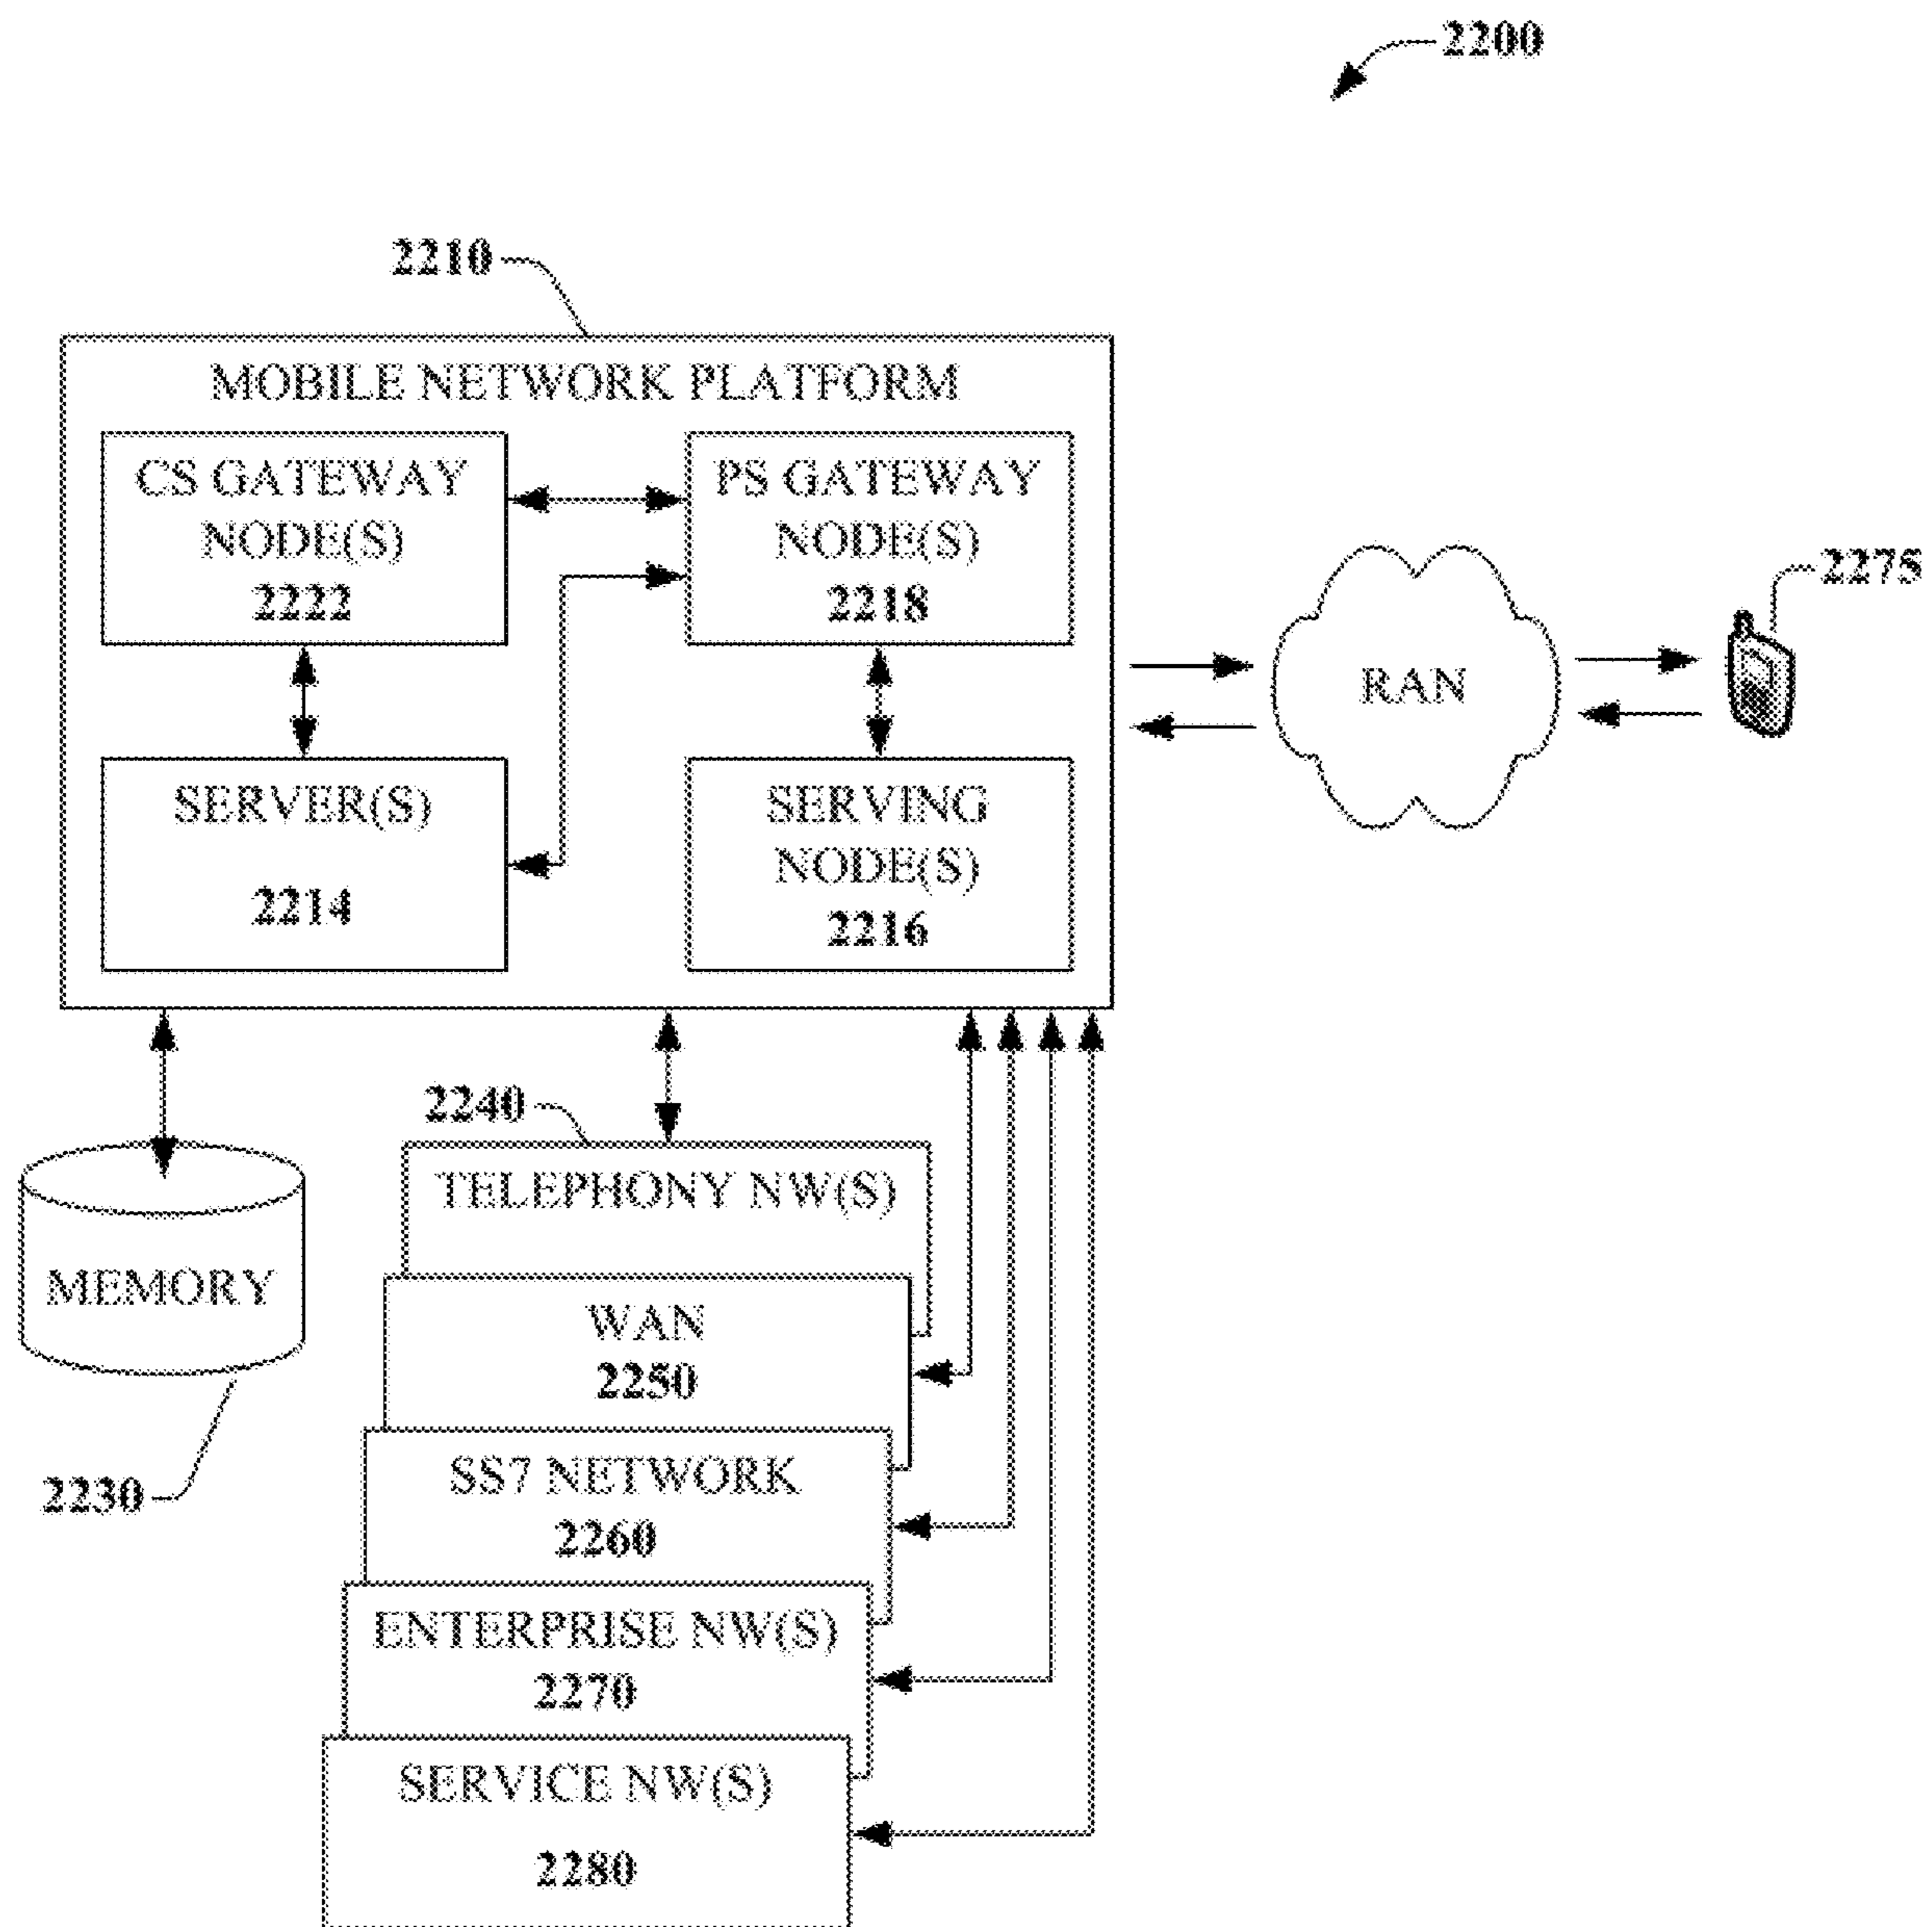 2200
2210
MOBILE NETWORK PLATFORM
CS GATEWAY
NODE(S)
2222
PS GATEWAY
NODE(S)
2218
SERVER(S)
2214
SERVING
NODE(S)
2216
RAN
2275
2240
TELEPHONY NW(S)
MEMORY
2230
WAN
2250
SS7 NETWORK
2260
ENTERPRISE NW(S)
2270
SERVICE NW(S)
2280